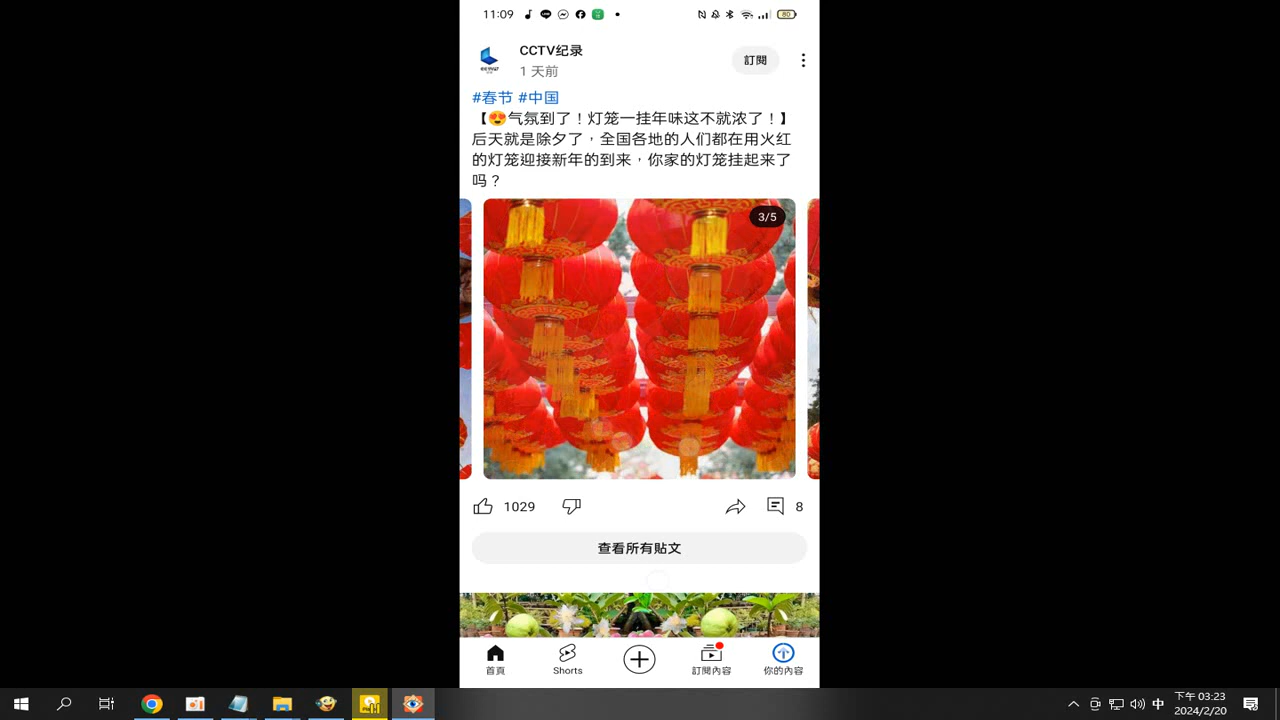 11:09
80
CCTV纪录
1 天前
訂閱
#春节 #中国
【😍气氛到了！灯笼一挂年味这不就浓了！】
后天就是除夕了，全国各地的人们都在用火红
的灯笼迎接新年的到来，你家的灯笼挂起来了
吗？
3/5
1029
8
查看所有貼文
首頁
Shorts
訂閱內容
你的內容
中
下午 03:23
2024/2/20